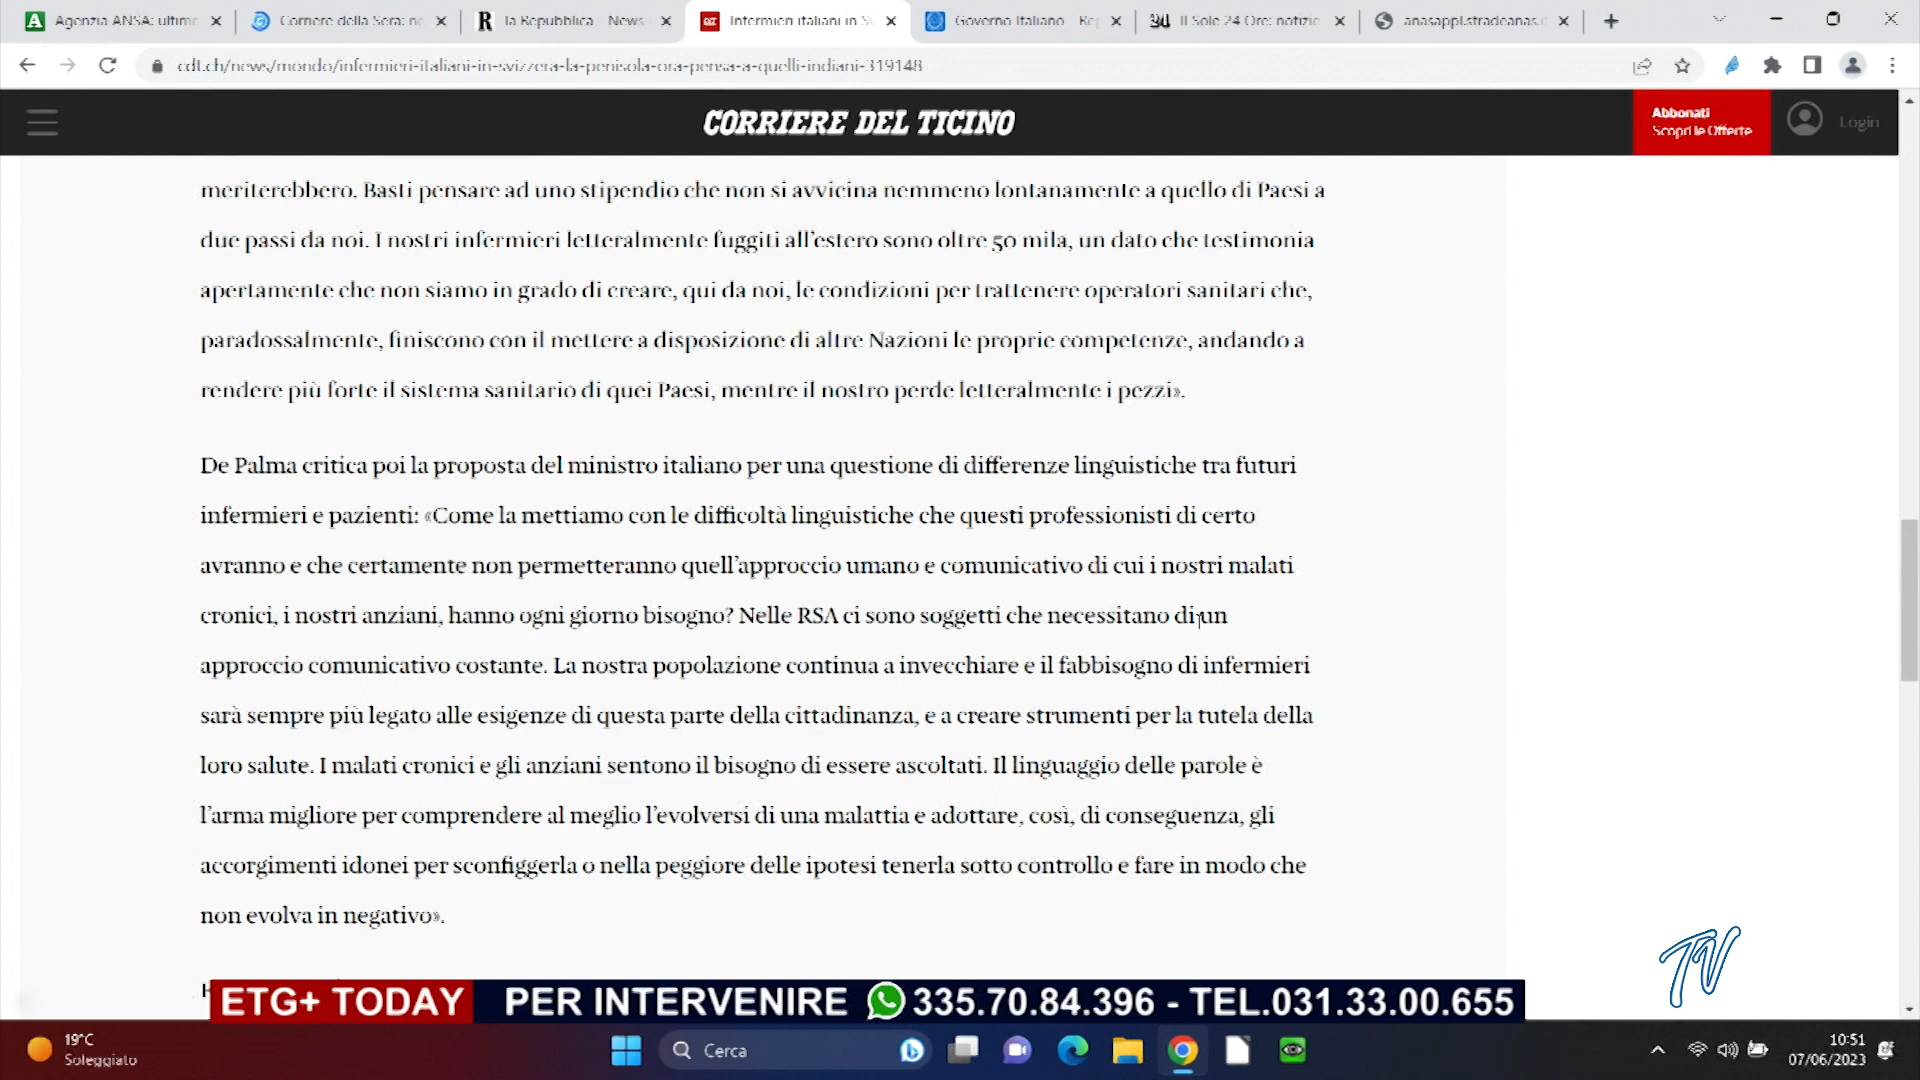 Agenzia ANSA: ultime
Corriere della Sera: no
la Repubblica - News
Infermieri italiani in Sv
Governo Italiano - Rep
Il Sole 24 Ore: notizie
anasappl.stradeanas.it
cdt.ch/news/mondo/infermieri-italiani-in-svizzera-la-penisola-ora-pensa-a-quelli-indiani-319148
CORRIERE DEL TICINO
Abbonati
Scopri le Offerte
Login
meriterebbero. Basti pensare ad uno stipendio che non si avvicina nemmeno lontanamente a quello di Paesi a
due passi da noi. I nostri infermieri letteralmente fuggiti all'estero sono oltre 50 mila, un dato che testimonia
apertamente che non siamo in grado di creare, qui da noi, le condizioni per trattenere operatori sanitari che,
paradossalmente, finiscono con il mettere a disposizione di altre Nazioni le proprie competenze, andando a
rendere più forte il sistema sanitario di quei Paesi, mentre il nostro perde letteralmente i pezzi».
De Palma critica poi la proposta del ministro italiano per una questione di differenze linguistiche tra futuri
infermieri e pazienti: «Come la mettiamo con le difficoltà linguistiche che questi professionisti di certo
avranno e che certamente non permetteranno quell'approccio umano e comunicativo di cui i nostri malati
cronici, i nostri anziani, hanno ogni giorno bisogno? Nelle RSA ci sono soggetti che necessitano di un
approccio comunicativo costante. La nostra popolazione continua a invecchiare e il fabbisogno di infermieri
sarà sempre più legato alle esigenze di questa parte della cittadinanza, e a creare strumenti per la tutela della
loro salute. I malati cronici e gli anziani sentono il bisogno di essere ascoltati. Il linguaggio delle parole è
l'arma migliore per comprendere al meglio l'evolversi di una malattia e adottare, così, di conseguenza, gli
accorgimenti idonei per sconfiggerla o nella peggiore delle ipotesi tenerla sotto controllo e fare in modo che
non evolva in negativo».
TN
ETG+ TODAY PER INTERVENIRE 335.70.84.396 - TEL.031.33.00.655
19°C
Soleggiato
Cerca
10:51
07/06/2023